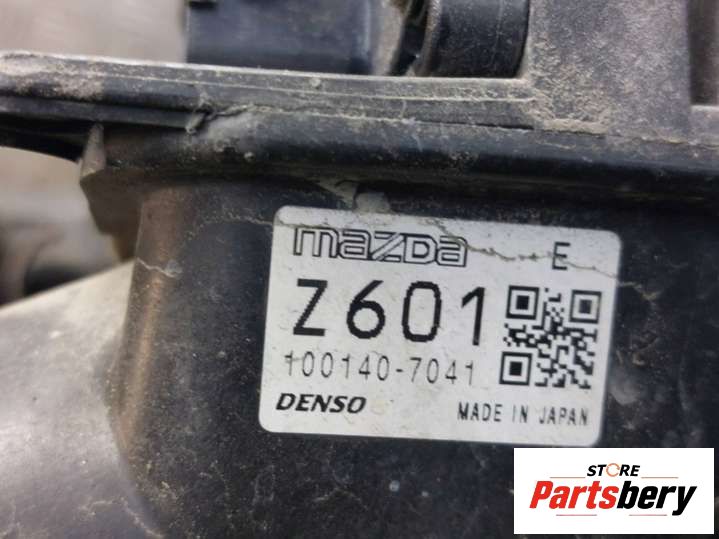 mazda E
Z601
100140-7041
DENSO MADE IN JAPAN
STORE
Partsbery